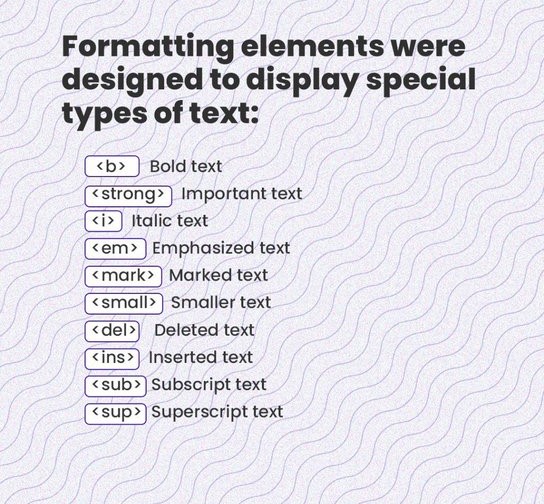 Formatting elements were
designed to display special
types of text:
<b> Bold text
<strong> Important text
<i> Italic text
<em> Emphasized text
<mark> Marked text
<small> Smaller text
<del> Deleted text
<ins> Inserted text
<sub> Subscript text
<sup> Superscript text